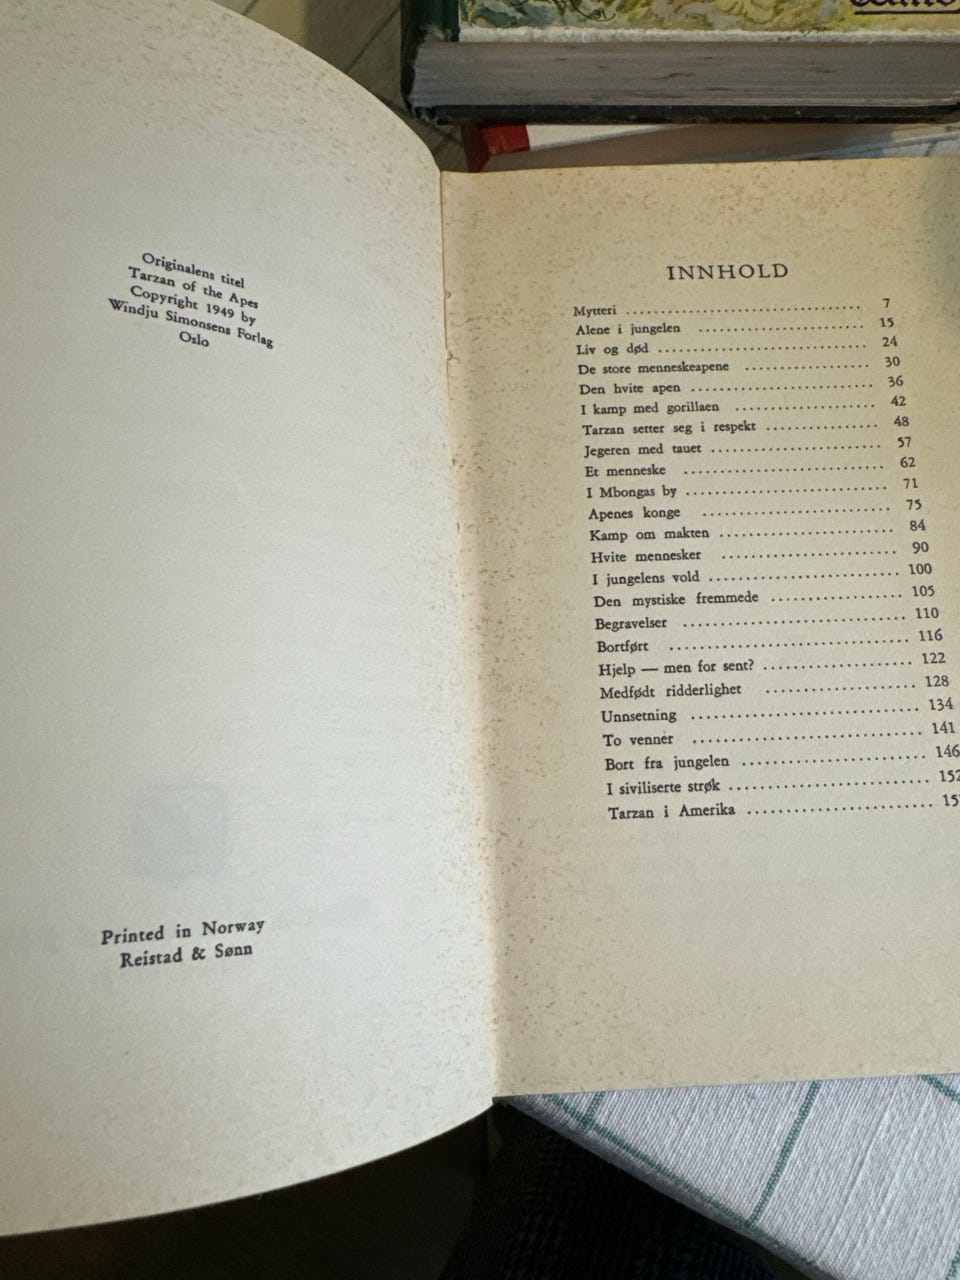 Originalens titel
Tarzan of the Apes
Copyright 1949 by
Windju Simonsens Forlag
Oslo
Printed in Norway
Reistad & Sønn
INNHOLD
Mytteri 7
Alene i jungelen 15
Liv og død 24
De store menneskeapene 30
Den hvite apen 36
I kamp med gorillaen 42
Tarzan setter seg i respekt 48
Jegeren med tauet 57
Et menneske 62
I Mbongas by 71
Apenes konge 75
Kamp om makten 84
Hvite mennesker 90
I jungelens vold 100
Den mystiske fremmede 105
Begravelser 110
Bortført 116
Hjelp — men for sent? 122
Medfødt ridderlighet 128
Unnsetning 134
To venner 141
Bort fra jungelen 146
I siviliserte strøk 152
Tarzan i Amerika